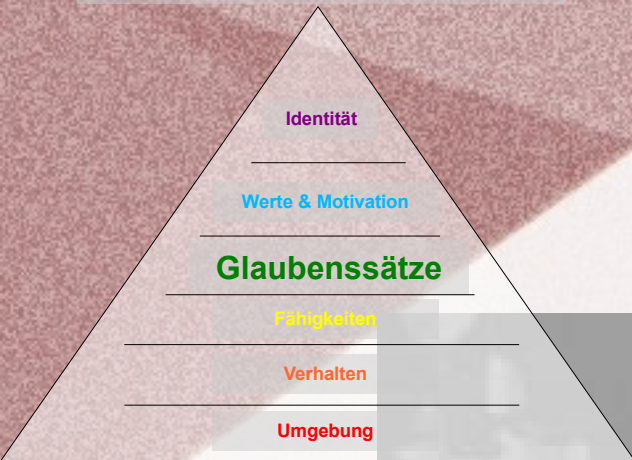 Identität
Werte & Motivation
Glaubenssätze
Fähigkeiten
Verhalten
Umgebung